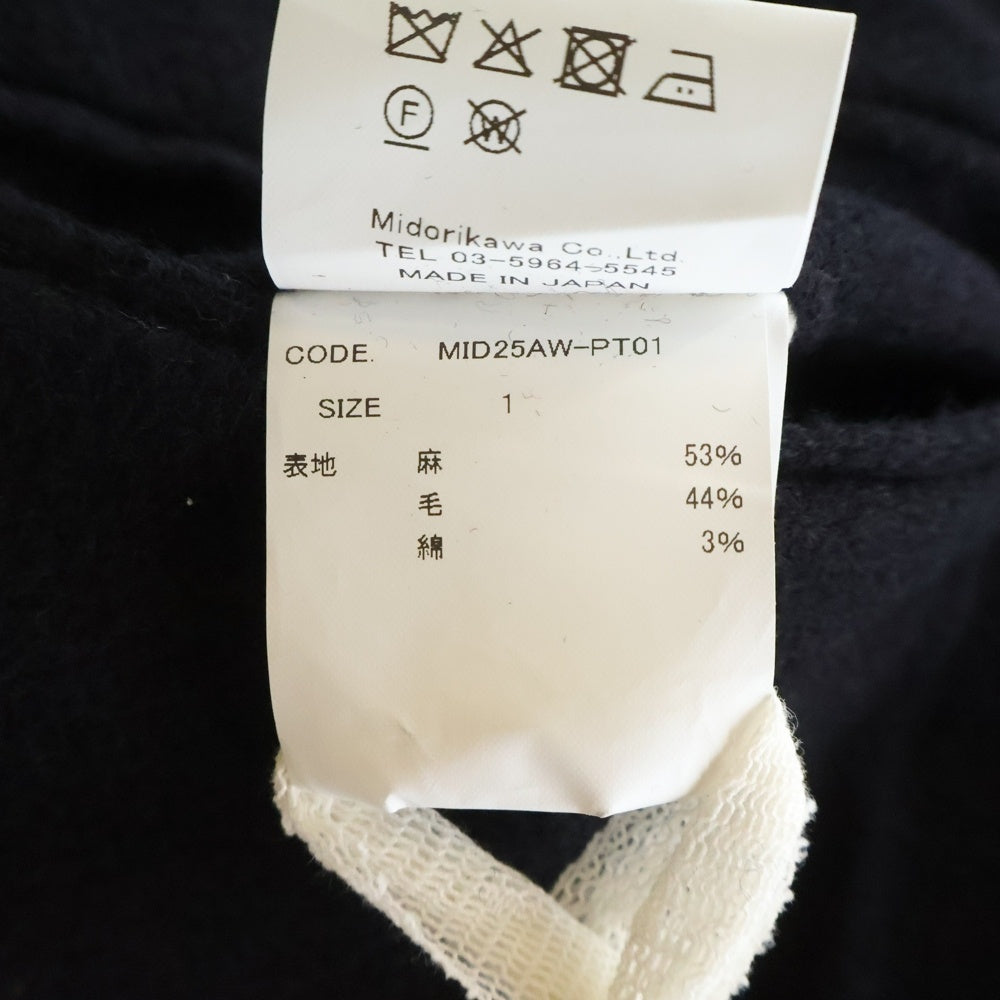 F W
Midorikawa Co.,Ltd.
TEL 03-5964-5545
MADE IN JAPAN
CODE. MID25AW-PT01
SIZE 1
表地 麻 53%
毛 44%
綿 3%